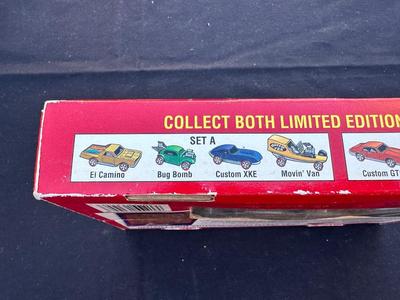 COLLECT BOTH LIMITED EDITION
SET A
El Camino Bug Bomb Custom XKE Movin' Van Custom GT